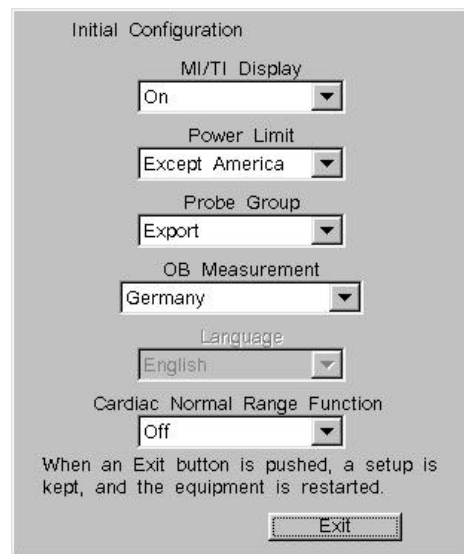 Initial Configuration
MI/TI Display
On
Power Limit
Except America
Probe Group
Export
OB Measurement
Germany
Language
English
Cardiac Normal Range Function
Off
When an Exit button is pushed, a setup is
kept, and the equipment is restarted.
Exit